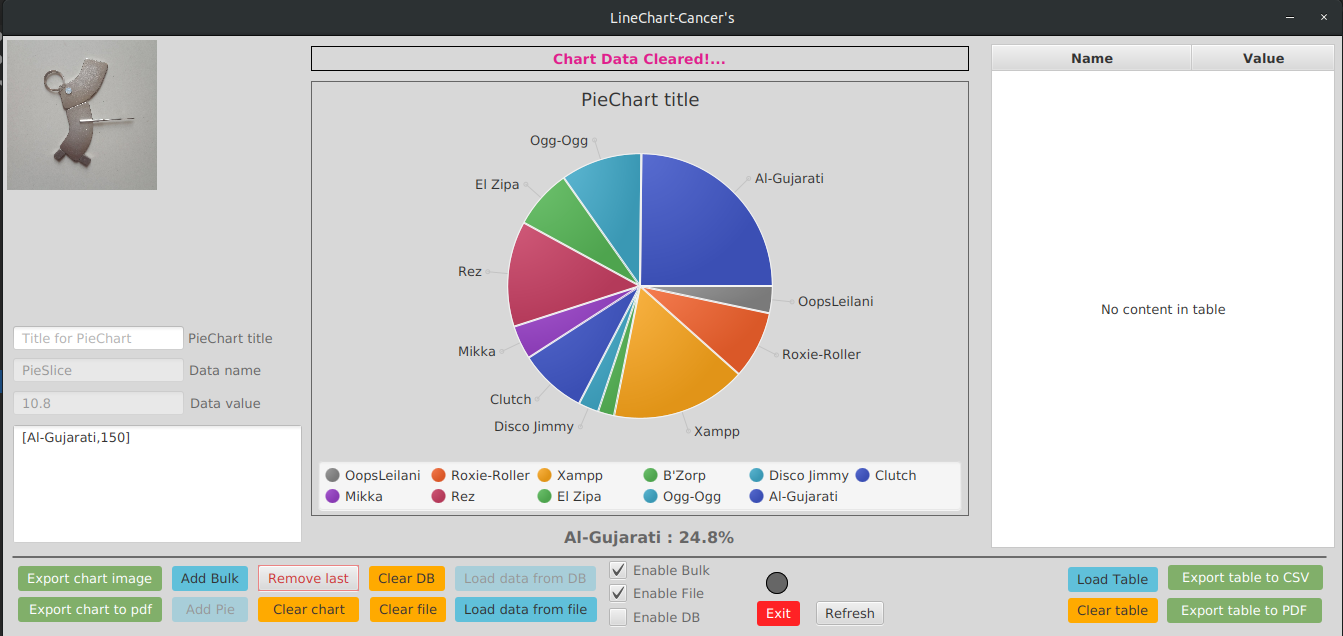 LineChart-Cancer's
Chart Data Cleared!...
PieChart title
Ogg-Ogg
Al-Gujarati
El Zipa
Rez
OopsLeilani
Mikka
Roxie-Roller
Clutch
Disco Jimmy
Xampp
OopsLeilani Roxie-Roller Xampp B'Zorp Disco Jimmy Clutch
Mikka Rez El Zipa Ogg-Ogg Al-Gujarati
Al-Gujarati : 24.8%
Title for PieChart PieChart title
PieSlice Data name
10.8 Data value
[Al-Gujarati,150]
Name Value
No content in table
Export chart image Add Bulk Remove last Clear DB Load data from DB
Export chart to pdf Add Pie Clear chart Clear file Load data from file
Enable Bulk
Enable File
Enable DB
Exit Refresh
Load Table Export table to CSV
Clear table Export table to PDF